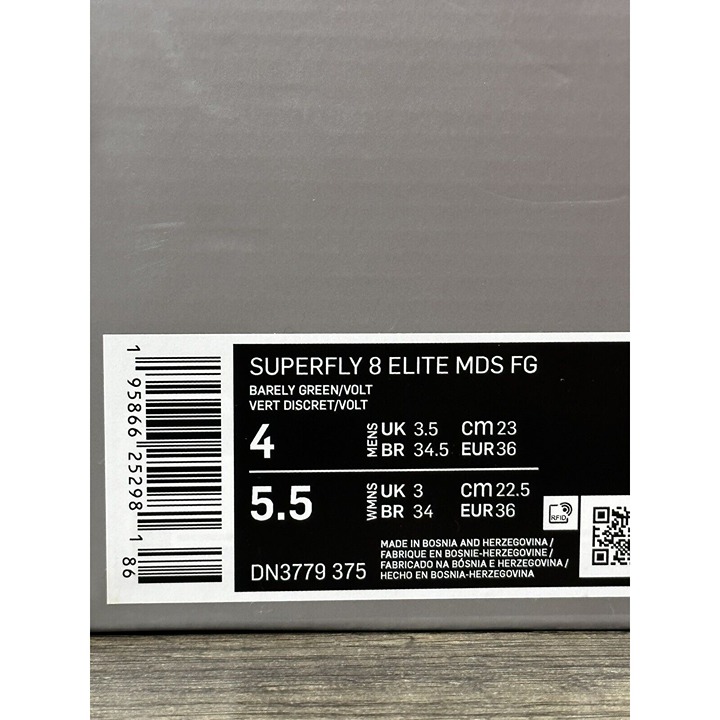 SUPERFLY 8 ELITE MDS FG
BARELY GREEN/VOLT
VERT DISCRET/VOLT
4 MENS UK 3.5 CM 23
BR 34.5 EUR 36
5.5 WMNS UK 3 CM 22.5
BR 34 EUR 36
RFID
DN3779 375
MADE IN BOSNIA AND HERZEGOVINA/
FABRIQUE EN BOSNIE-HERZEGOVINE/
FABRICADO NA BÓSNIA E HERZEGOVINA/
HECHO EN BOSNIA-HERZEGOVINA
1 95866 25298 1 86